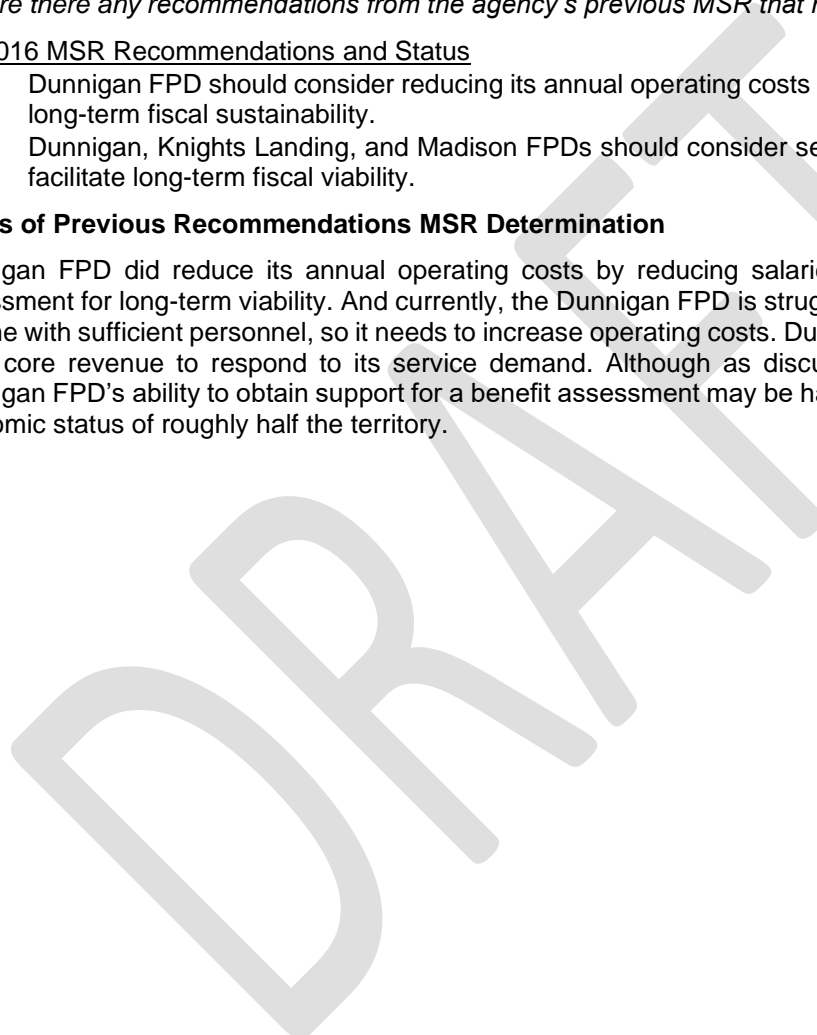 re there any recommendations from the agency's previous MSR that
016 MSR Recommendations and Status
Dunnigan FPD should consider reducing its annual operating costs
long-term fiscal sustainability.
Dunnigan, Knights Landing, and Madison FPDs should consider se
facilitate long-term fiscal viability.
s of Previous Recommendations MSR Determination
igan FPD did reduce its annual operating costs by reducing salarie
ssment for long-term viability. And currently, the Dunnigan FPD is strug
ne with sufficient personnel, so it needs to increase operating costs. Du
core revenue to respond to its service demand. Although as discu
igan FPD's ability to obtain support for a benefit assessment may be ha
omic status of roughly half the territory.
DRAFT